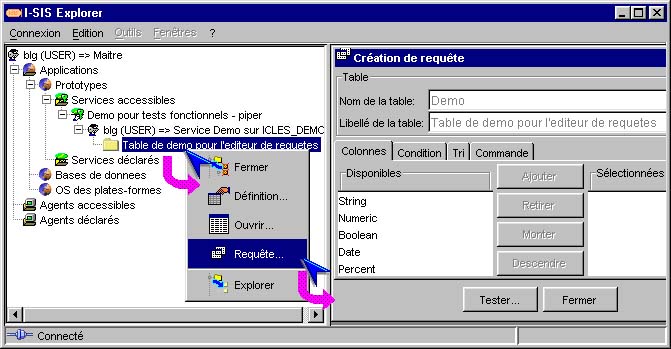 I-SIS Explorer
Connexion Edition Outils Fenêtres ?
blg (USER) => Maitre
Applications
Prototypes
Services accessibles
Demo pour tests fonctionnels - piper
blg (USER) => Service Demo sur ICLES_DEMO
Table de demo pour l'editeur de requetes
Services déclarés
Bases de donnees
OS des plates-formes
Agents accessibles
Agents déclarés
Fermer
Définition...
Ouvrir...
Requête...
Explorer
Création de requête
Table
Nom de la table: Demo
Libellé de la table: Table de demo pour l'editeur de requetes
Colonnes Condition Tri Commande
Disponibles
String
Numeric
Boolean
Date
Percent
Ajouter
Retirer
Monter
Descendre
Sélectionnées
Tester... Fermer
Connecté